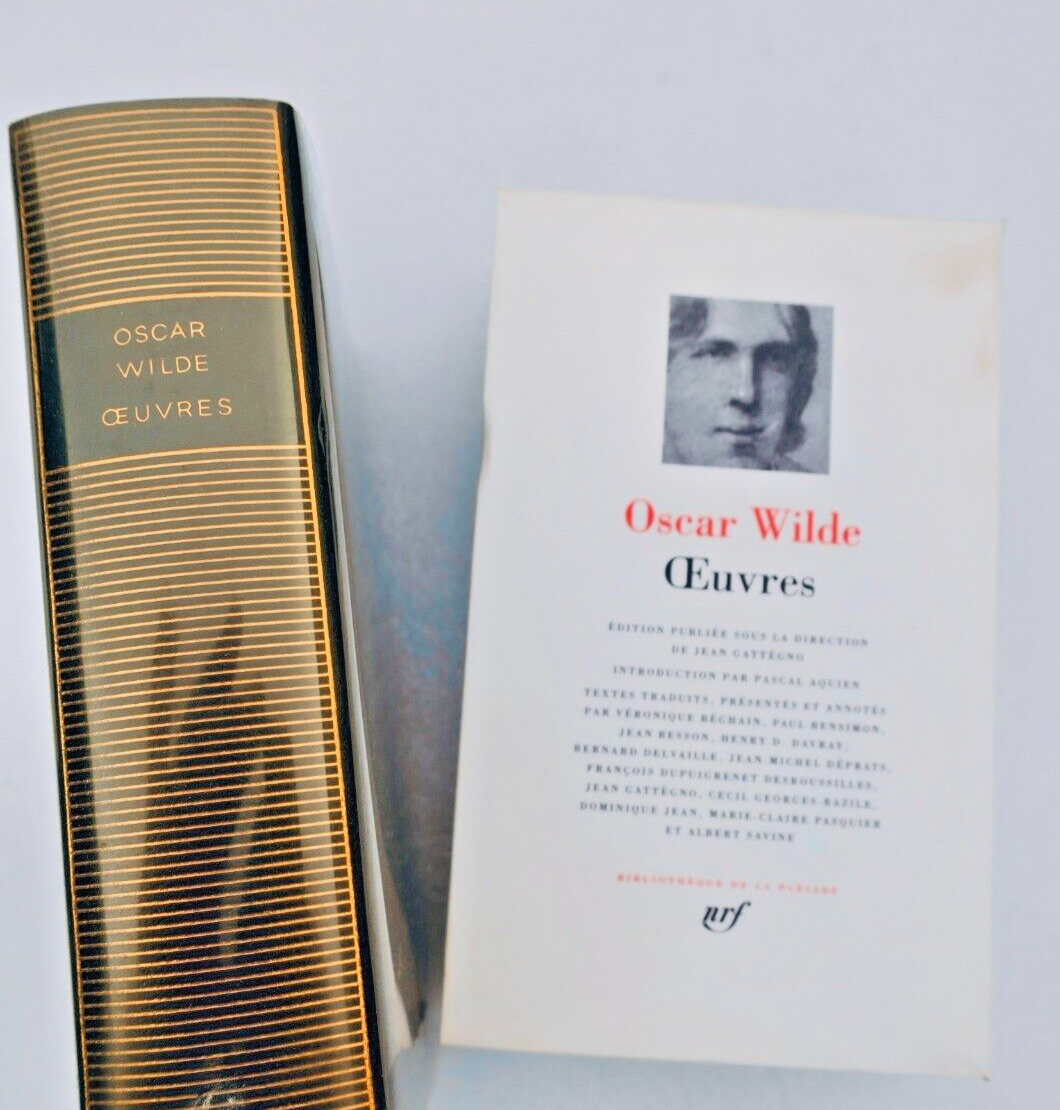 OSCAR
WILDE
ŒUVRES
Oscar Wilde
Œuvres
ÉDITION PUBLIÉE SOUS LA DIRECTION
DE JEAN GATTÉGNO
INTRODUCTION PAR PASCAL AQUIEN
TEXTES TRADUITS, PRÉSENTÉS ET ANNOTÉS
PAR VÉRONIQUE BÉGHAIN, PAUL BENSIMON,
JEAN BESSON, HENRY D. DAVRAY,
BERNARD DELVAILLE, JEAN-MICHEL DÉPRATS,
FRANÇOIS DUPUIGRENET DESROUSSILLES,
JEAN GATTÉGNO, CECIL GEORGES-BAZILE,
DOMINIQUE JEAN, MARIE-CLAIRE PASQUIER
ET ALBERT SAVINE
BIBLIOTHÈQUE DE LA PLÉIADE
nrf